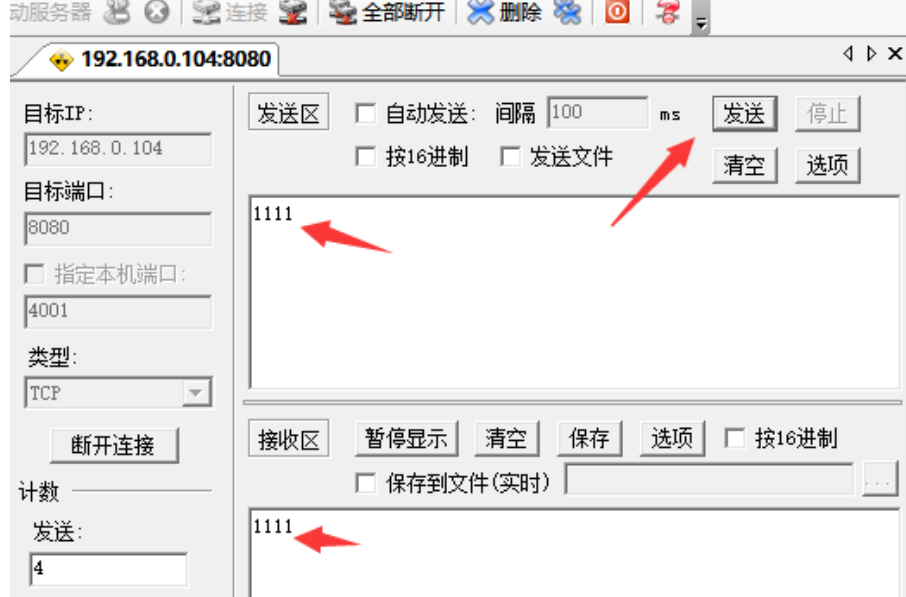 动服务器 连接 全部断开 删除
192.168.0.104:8080
目标IP:
192.168.0.104
目标端口:
8080
指定本机端口:
4001
类型:
TCP
断开连接
计数
发送:
4
发送区 自动发送: 间隔 100 ms 发送 停止
按16进制 发送文件 清空 选项
1111
接收区 暂停显示 清空 保存 选项 按16进制
保存到文件(实时) ...
1111